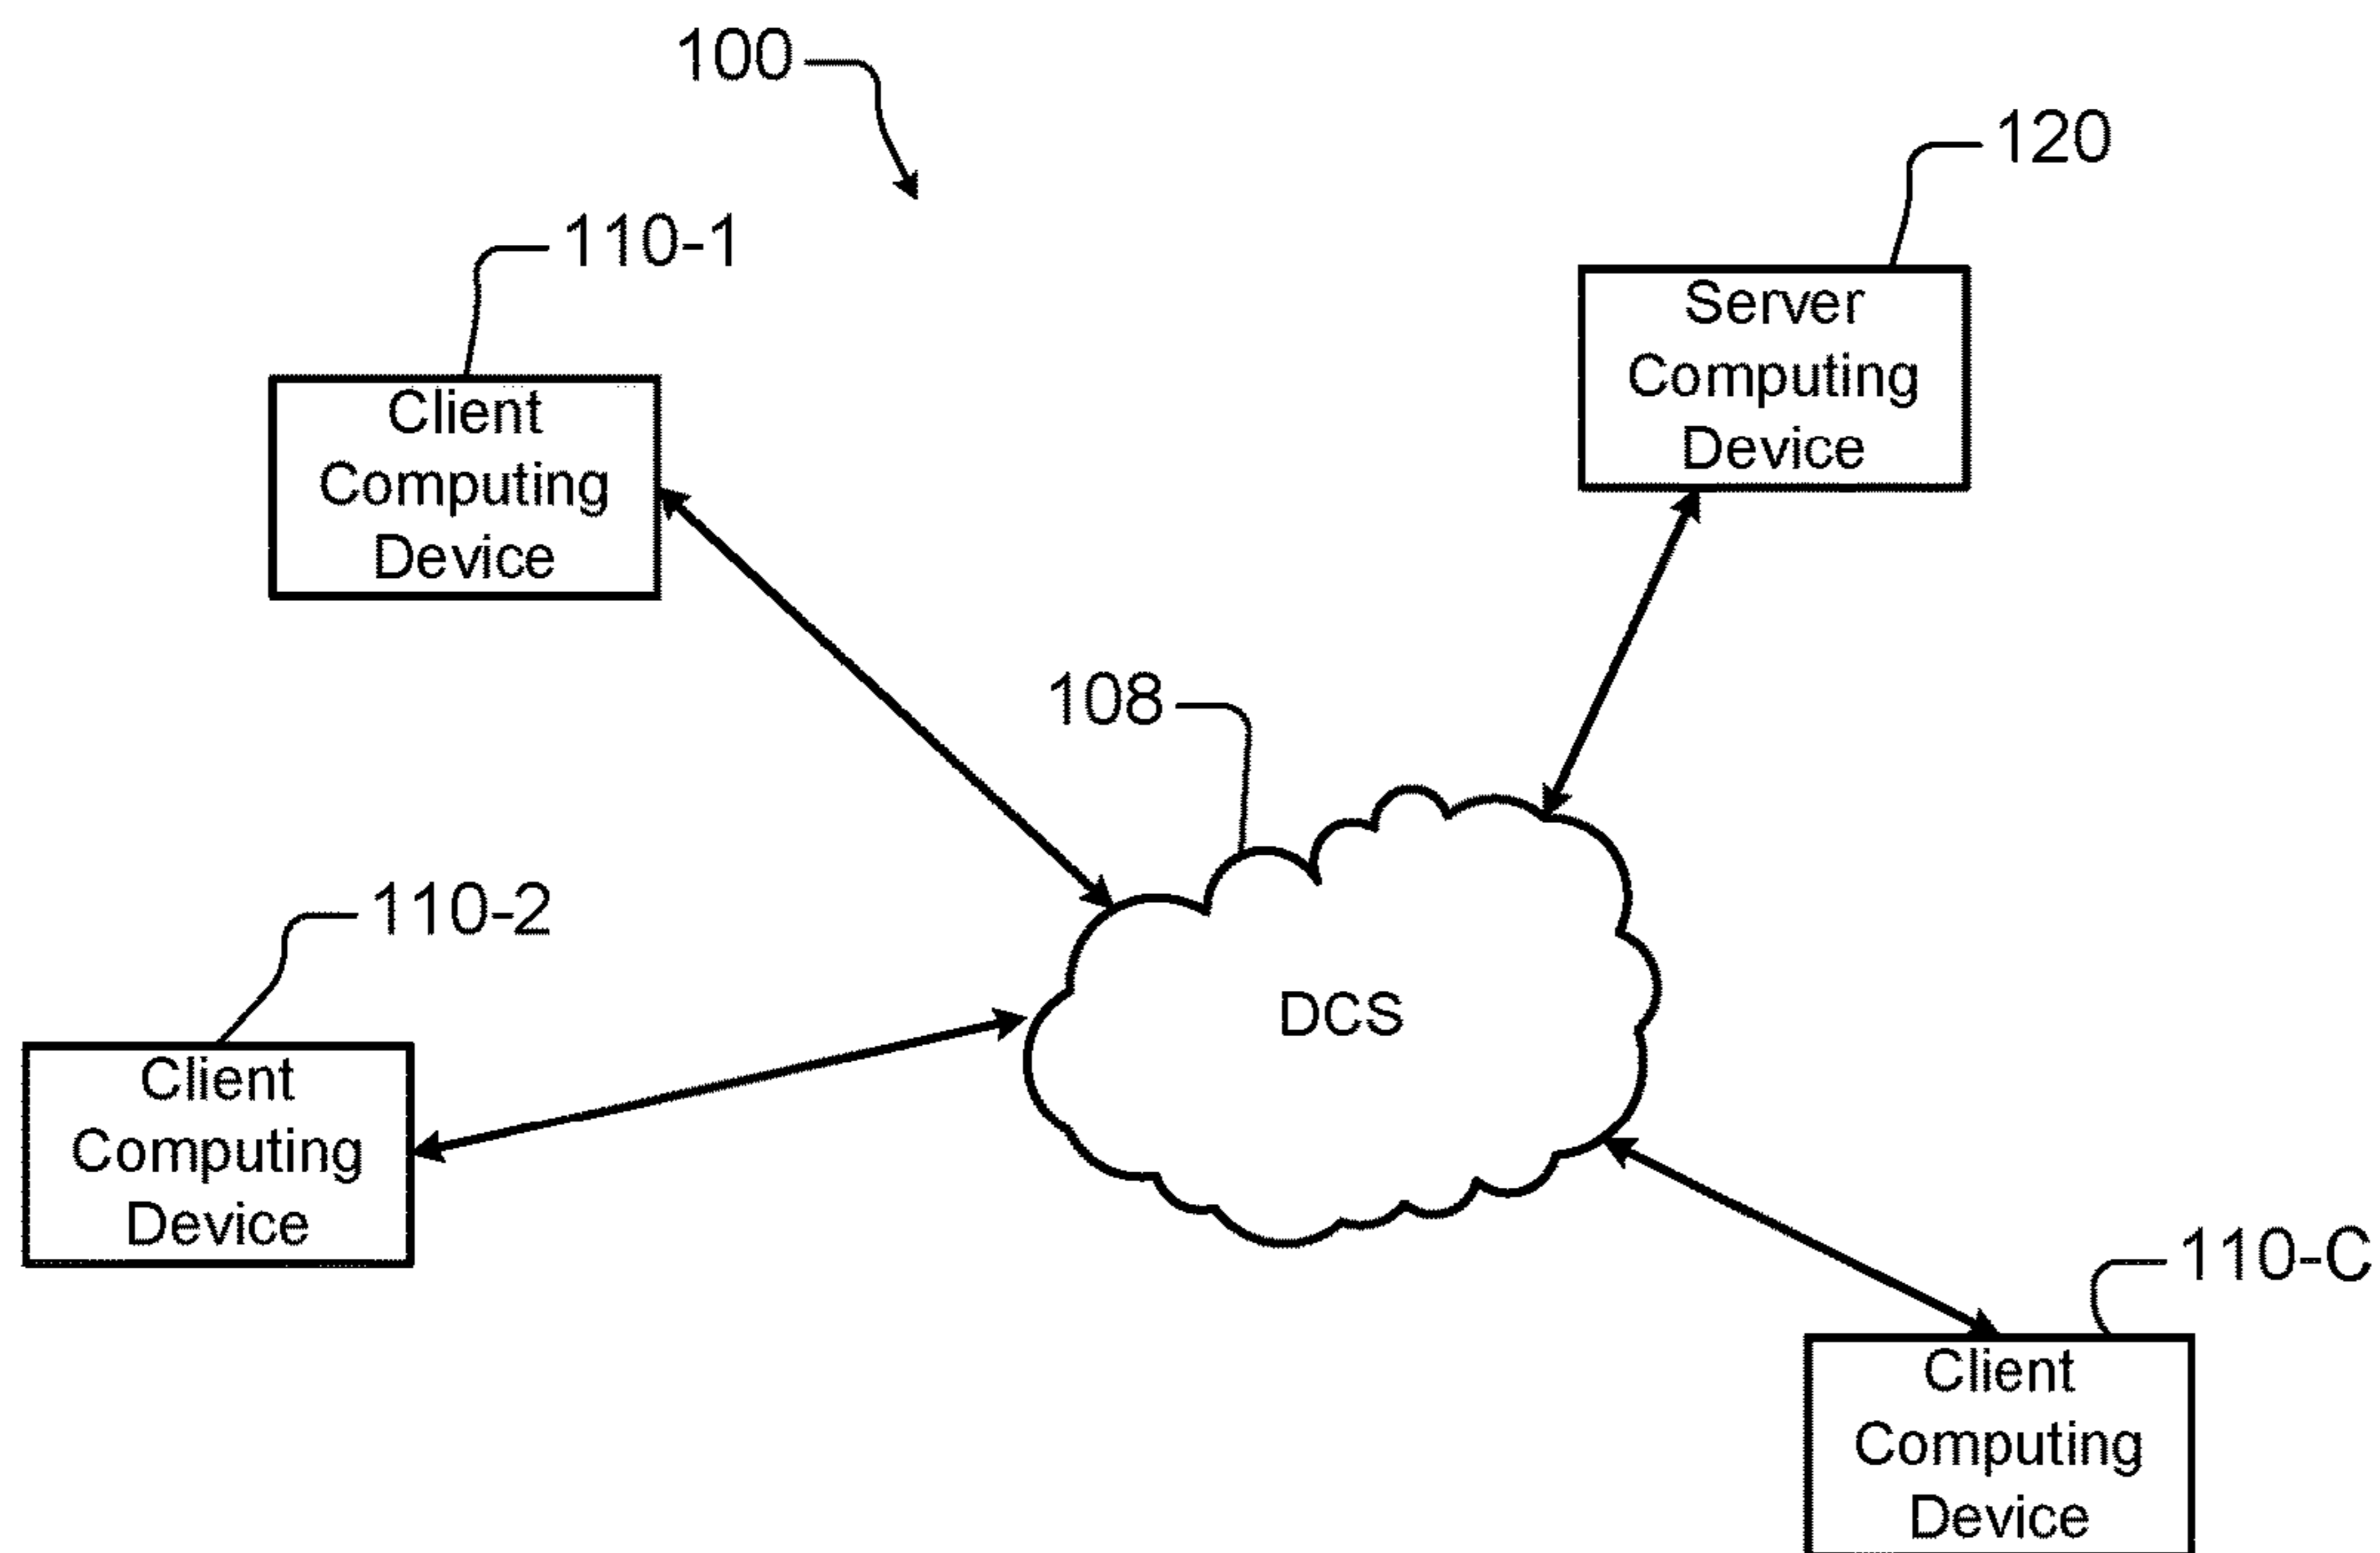 100
120
110-1
Server
Computing
Device
Client
Computing
Device
108
110-2
DCS
Client
Computing
Device
110-C
Client
Computing
Device